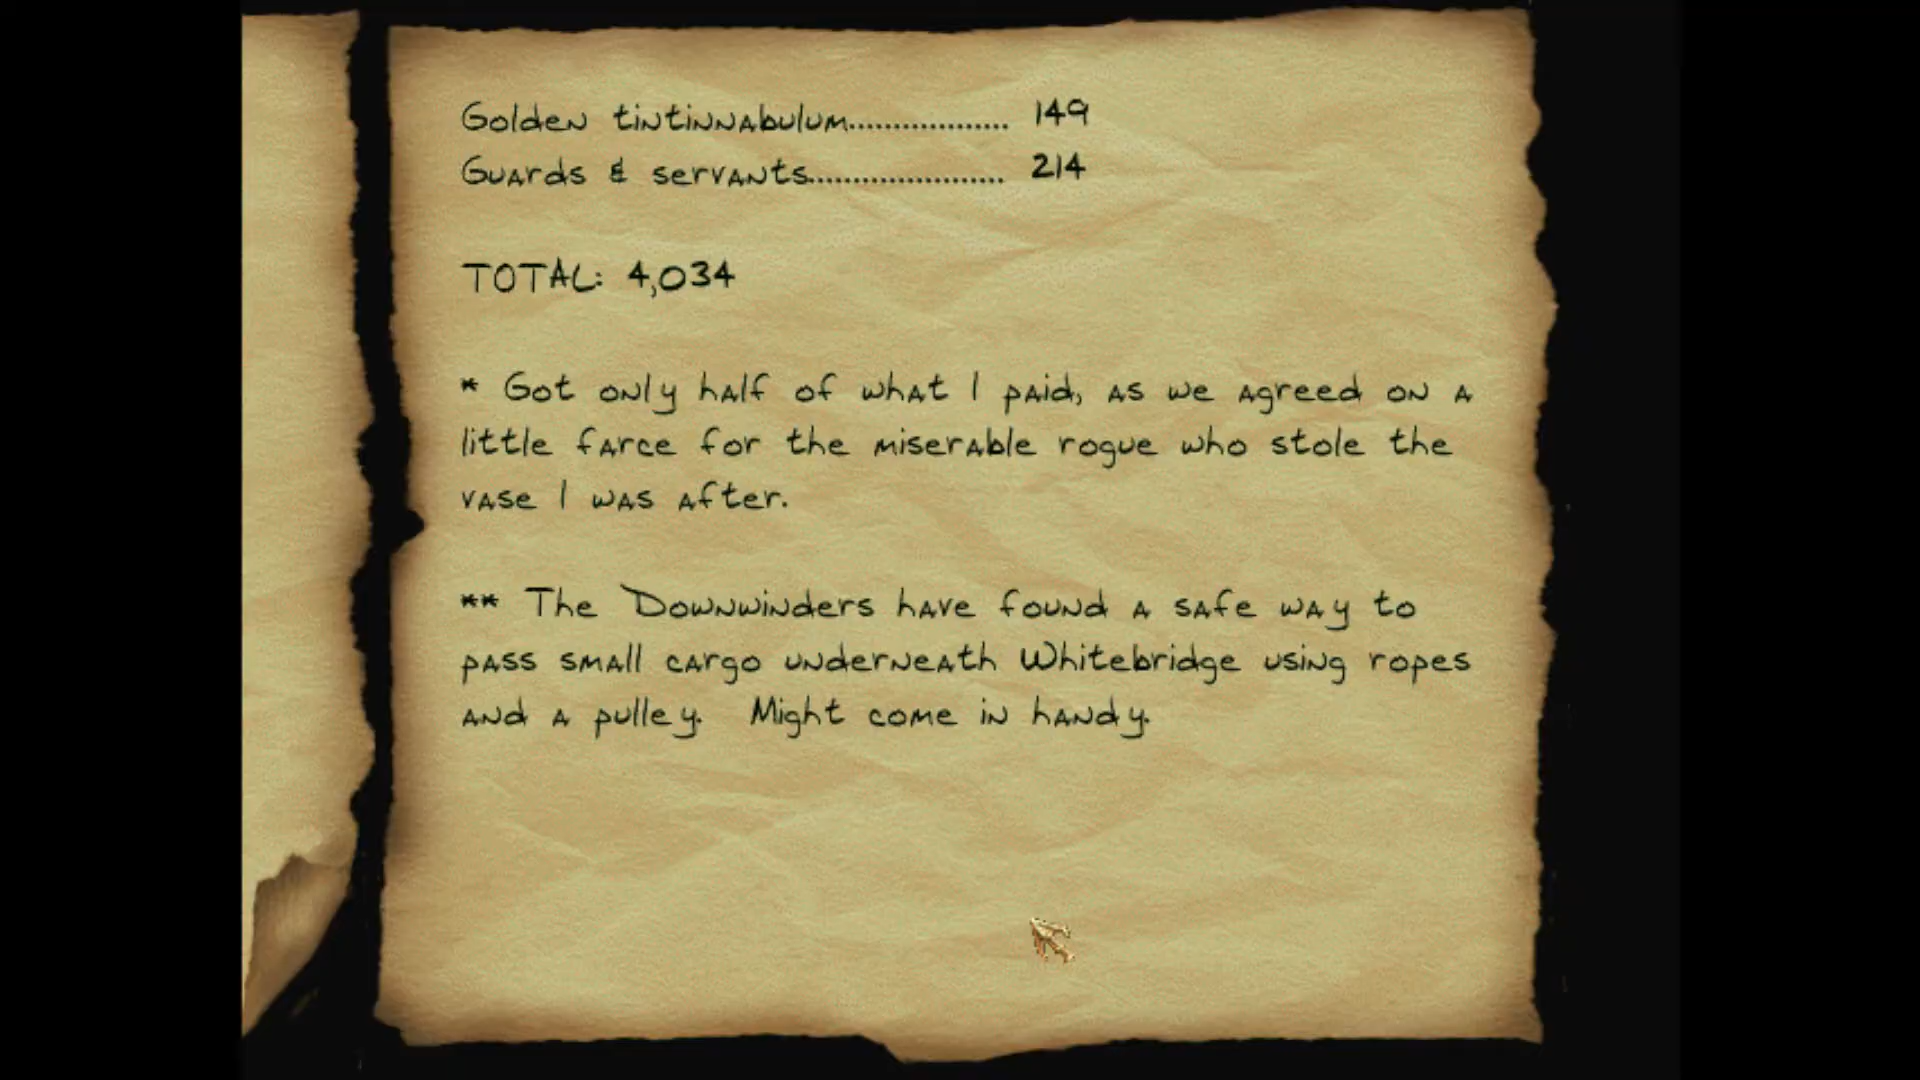 Golden tintinnabulum.................. 149
Guards & servants...................... 214
TOTAL: 4,034
* Got only half of what I paid, as we agreed on a
little farce for the miserable rogue who stole the
vase I was after.
** The Downwinders have found a safe way to
pass small cargo underneath Whitebridge using ropes
and a pulley. Might come in handy.